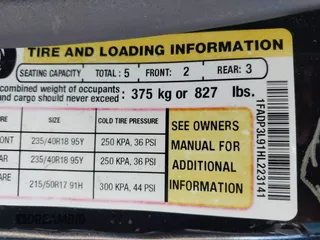 TIRE AND LOADING INFORMATION
SEATING CAPACITY TOTAL: 5 FRONT: 2 REAR: 3
combined weight of occupants
and cargo should never exceed: 375 kg or 827 lbs.
COLD TIRE PRESSURE
ONT 235/40R18 95Y 250 KPA, 36 PSI
AR 235/40R18 95Y 250 KPA, 36 PSI
ARE 215/50R17 91H 300 KPA, 44 PSI
SEE OWNERS
MANUAL FOR
ADDITIONAL
INFORMATION
1FADP3L91HL223141